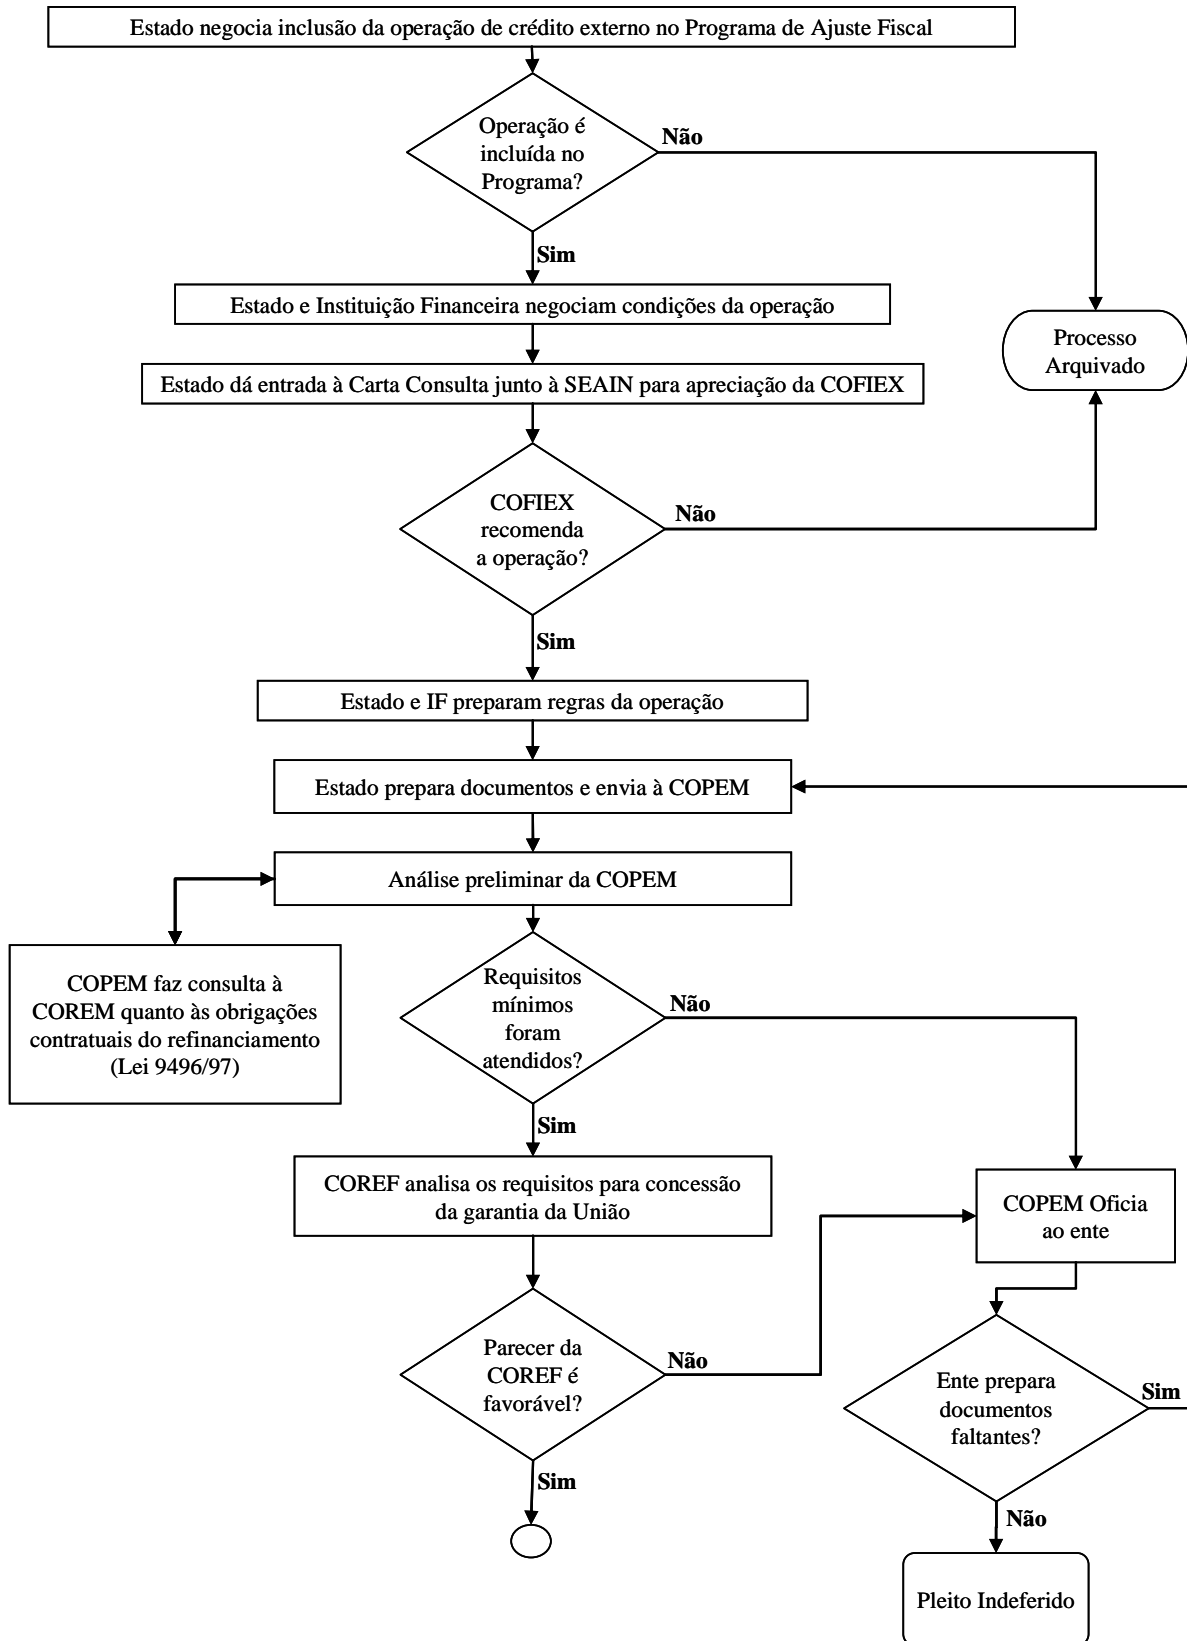 Estado negocia inclusão da operação de crédito externo no Programa de Ajuste Fiscal
Operação é
incluída no
Programa?
Não
Sim
Estado e Instituição Financeira negociam condições da operação
Processo
Arquivado
Estado dá entrada à Carta Consulta junto à SEAIN para apreciação da COFIEX
COFIEX
recomenda
a operação?
Não
Sim
Estado e IF preparam regras da operação
Estado prepara documentos e envia à COPEM
Análise preliminar da COPEM
COPEM faz consulta à
COREM quanto às obrigações
contratuais do refinanciamento
(Lei 9496/97)
Requisitos
mínimos
foram
atendidos?
Não
Sim
COREF analisa os requisitos para concessão
da garantia da União
COPEM Oficia
ao ente
Parecer da
COREF é
favorável?
Não
Sim
Ente prepara
documentos
faltantes?
Sim
Não
Pleito Indeferido